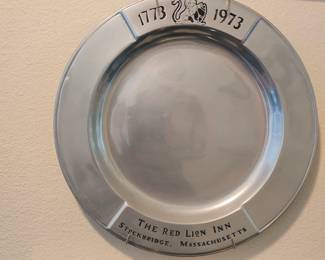 1773 1973
THE RED LION INN
STOCKBRIDGE, MASSACHUSETTS